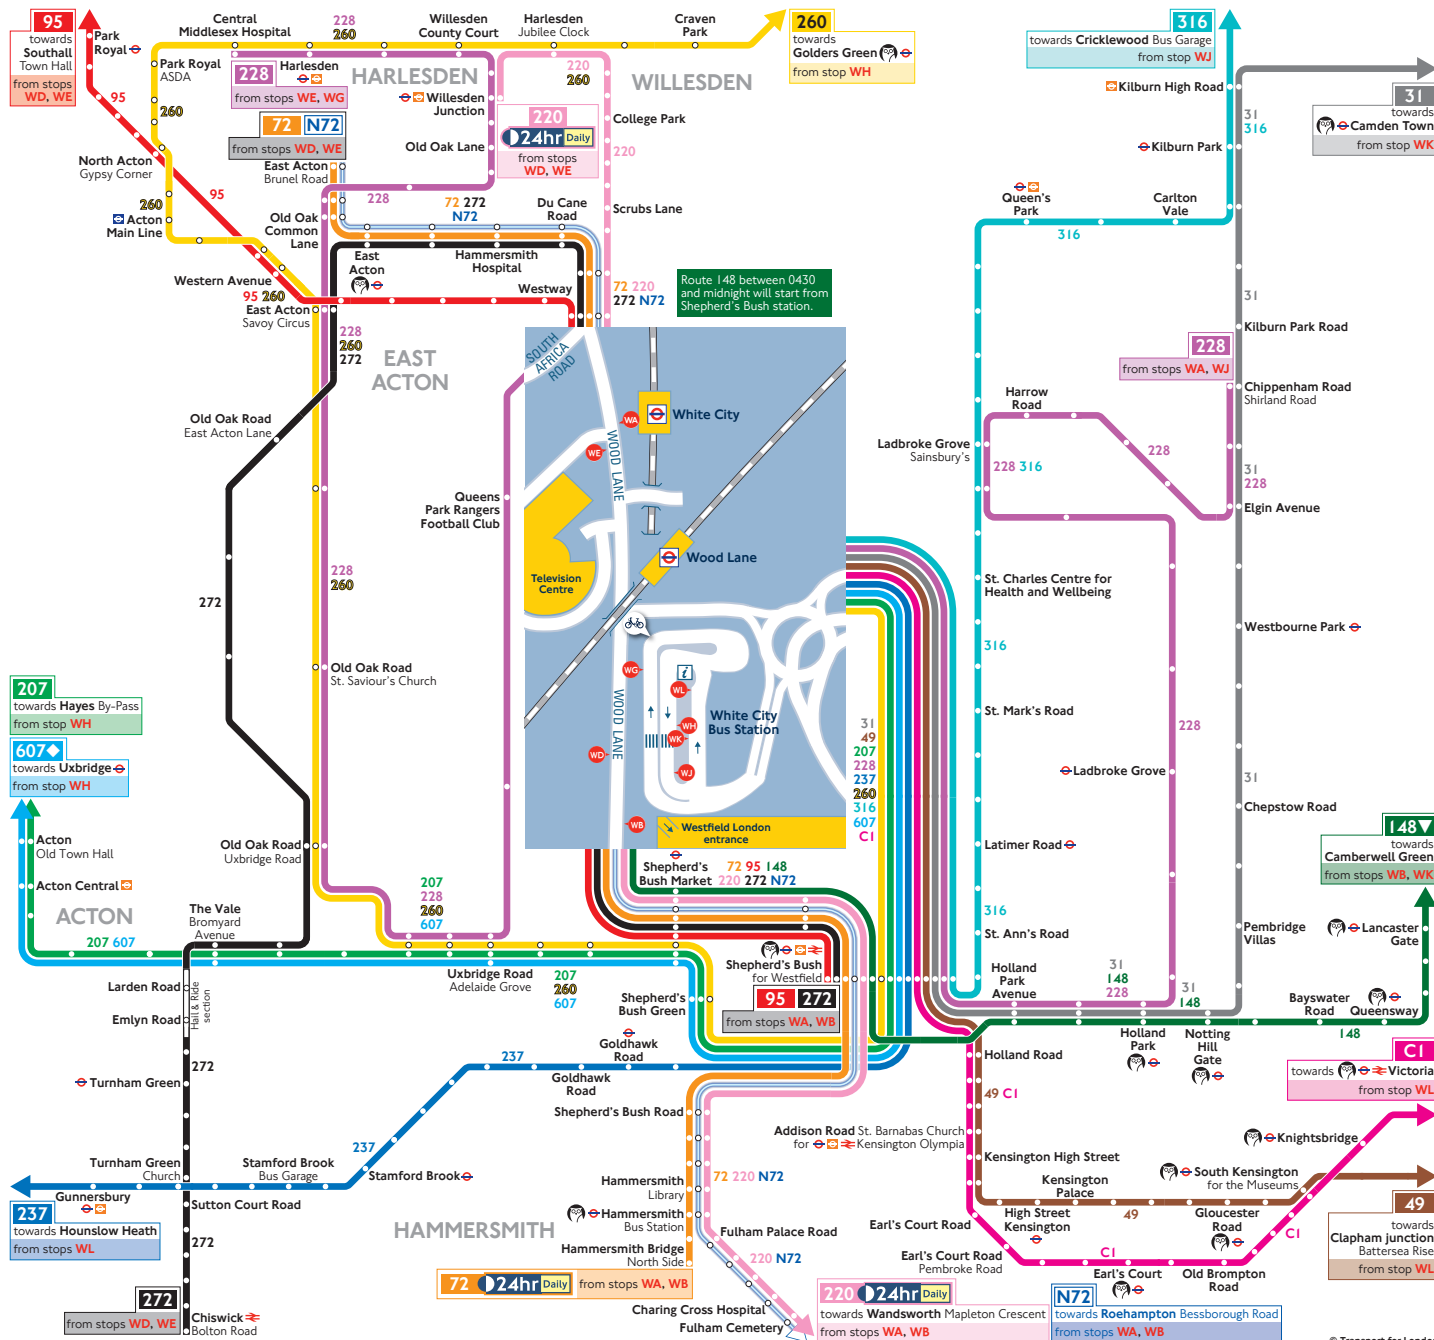 95
towards
Southall
Town Hall
from stops
WD, WE
Park
Royal
Central
Middlesex Hospital
228
260
Willesden
County Court
Harlesden
Jubilee Clock
Craven
Park
260
towards
Golders Green
from stop WH
316
towards Cricklewood Bus Garage
from stop WJ
31
towards
Camden Town
from stop WK
Park Royal
ASDA
228
Harlesden
from stops WE, WG
HARLESDEN
WILLESDEN
220
260
Willesden
Junction
Kilburn High Road
31
316
95
260
72
N72
from stops WD, WE
220
24hr Daily
from stops
WD, WE
College Park
Old Oak Lane
220
Kilburn Park
North Acton
Gypsy Corner
East Acton
Brunel Road
228
95
260
Acton
Main Line
Old Oak
Common
Lane
72 272
N72
Du Cane
Road
Scrubs Lane
Queen's
Park
Carlton
Vale
316
East
Acton
Hammersmith
Hospital
Western Avenue
95 260
East Acton
Savoy Circus
Westway
72 220
272 N72
Route 148 between 0430
and midnight will start from
Shepherd's Bush station.
31
Kilburn Park Road
228
260
272
EAST
ACTON
SOUTH
AFRICA
ROAD
228
from stops WA, WJ
Harrow
Road
Chippenham Road
Shirland Road
Old Oak Road
East Acton Lane
WA
White City
WE
WOOD LANE
Ladbroke Grove
Sainsbury's
228 316
228
31
228
Elgin Avenue
Queens
Park Rangers
Football Club
Wood Lane
Television
Centre
228
260
272
St. Charles Centre for
Health and Wellbeing
Westbourne Park
316
Old Oak Road
St. Saviour's Church
WG
WL
WH
WK
WJ
WD
WB
WOOD LANE
White City
Bus Station
Westfield London
entrance
St. Mark's Road
228
207
towards Hayes By-Pass
from stop WH
607
towards Uxbridge
from stop WH
31
49
207
228
237
260
316
607
C1
Ladbroke Grove
31
Chepstow Road
Acton
Old Town Hall
Old Oak Road
Uxbridge Road
Latimer Road
148
towards
Camberwell Green
from stops WB, WK
Acton Central
ACTON
207
228
260
607
Shepherd's
Bush Market
72 95 148
220 272 N72
The Vale
Bromyard
Avenue
207 607
316
St. Ann's Road
Pembridge
Villas
Lancaster
Gate
Uxbridge Road
Adelaide Grove
207
260
607
Shepherd's Bush
for Westfield
Holland
Park
Avenue
31
148
228
31
148
Bayswater
Road
Queensway
Larden Road
Hail & Ride
section
Emlyn Road
Shepherd's
Bush Green
95
272
from stops WA, WB
Goldhawk
Road
148
Holland
Park
Notting
Hill
Gate
272
237
Holland Road
Turnham Green
Goldhawk
Road
C1
towards Victoria
from stop WL
Shepherd's Bush Road
49 C1
Addison Road St. Barnabas Church
for Kensington Olympia
Knightsbridge
237
Turnham Green
Church
Stamford Brook
Bus Garage
Stamford Brook
72 220 N72
Kensington High Street
South Kensington
for the Museums
Gunnersbury
Sutton Court Road
237
towards Hounslow Heath
from stops WL
Hammersmith
Library
Hammersmith
Bus Station
Kensington
Palace
49
High Street
Kensington
Gloucester
Road
C1
49
towards
Clapham junction
Battersea Rise
from stop WL
Earl's Court Road
HAMMERSMITH
272
Hammersmith Bridge
North Side
Fulham Palace Road
220 N72
Earl's Court Road
Pembroke Road
C1
Earl's Court
Old Brompton
Road
72 24hr Daily from stops WA, WB
272
from stops WD, WE
Chiswick
Bolton Road
Charing Cross Hospital
Fulham Cemetery
220 24hr Daily
towards Wandsworth Mapleton Crescent
from stops WA, WB
N72
towards Roehampton Bessborough Road
from stops WA, WB
© Transport for London